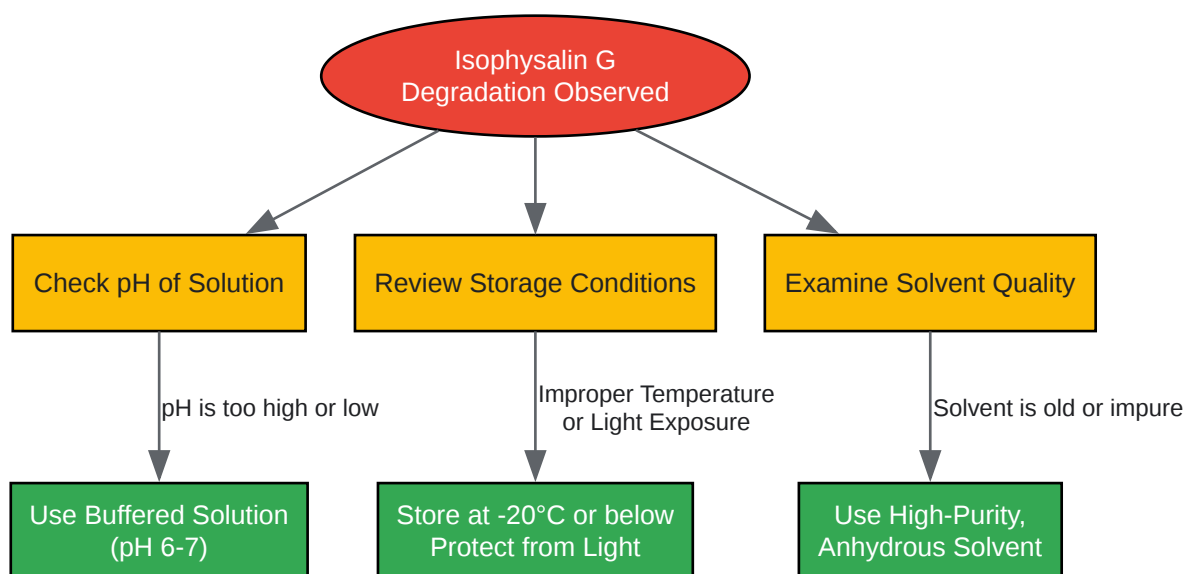 Isophysalin G
Degradation Observed
Check pH of Solution
Review Storage Conditions
Examine Solvent Quality
pH is too high or low
Improper Temperature
or Light Exposure
Solvent is old or impure
Use Buffered Solution
(pH 6-7)
Store at -20°C or below
Protect from Light
Use High-Purity,
Anhydrous Solvent